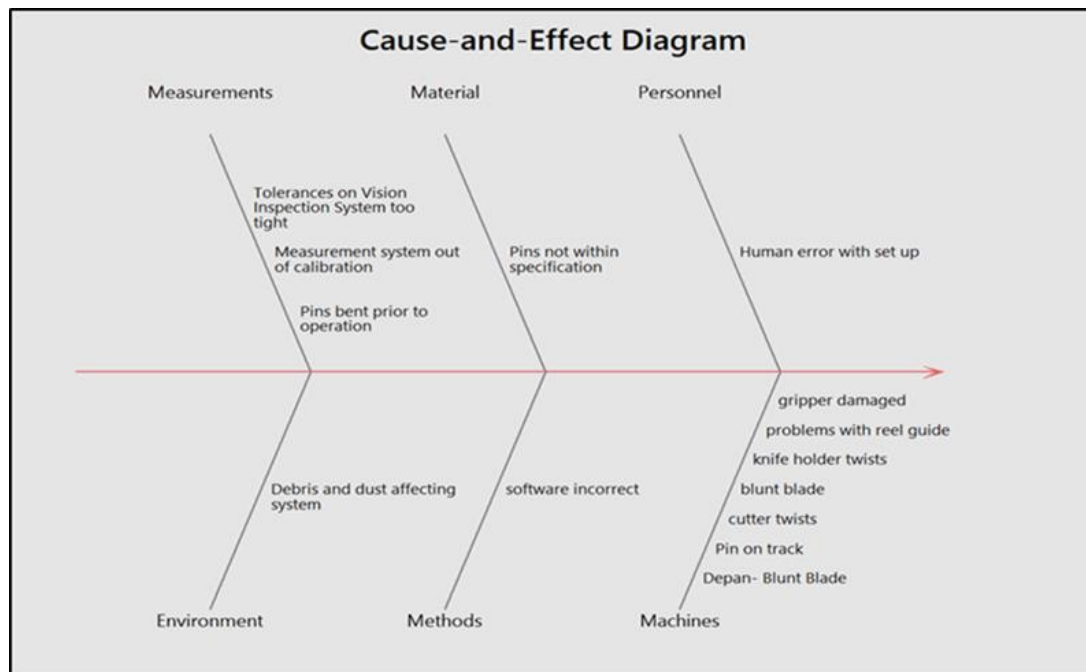 Cause-and-Effect Diagram
Measurements
Material
Personnel
Tolerances on Vision
Inspection System too
tight
Measurement system out
of calibration
Pins bent prior to
operation
Pins not within
specification
Human error with set up
gripper damaged
problems with reel guide
knife holder twists
blunt blade
cutter twists
Pin on track
Depan- Blunt Blade
Debris and dust affecting
system
software incorrect
Environment
Methods
Machines